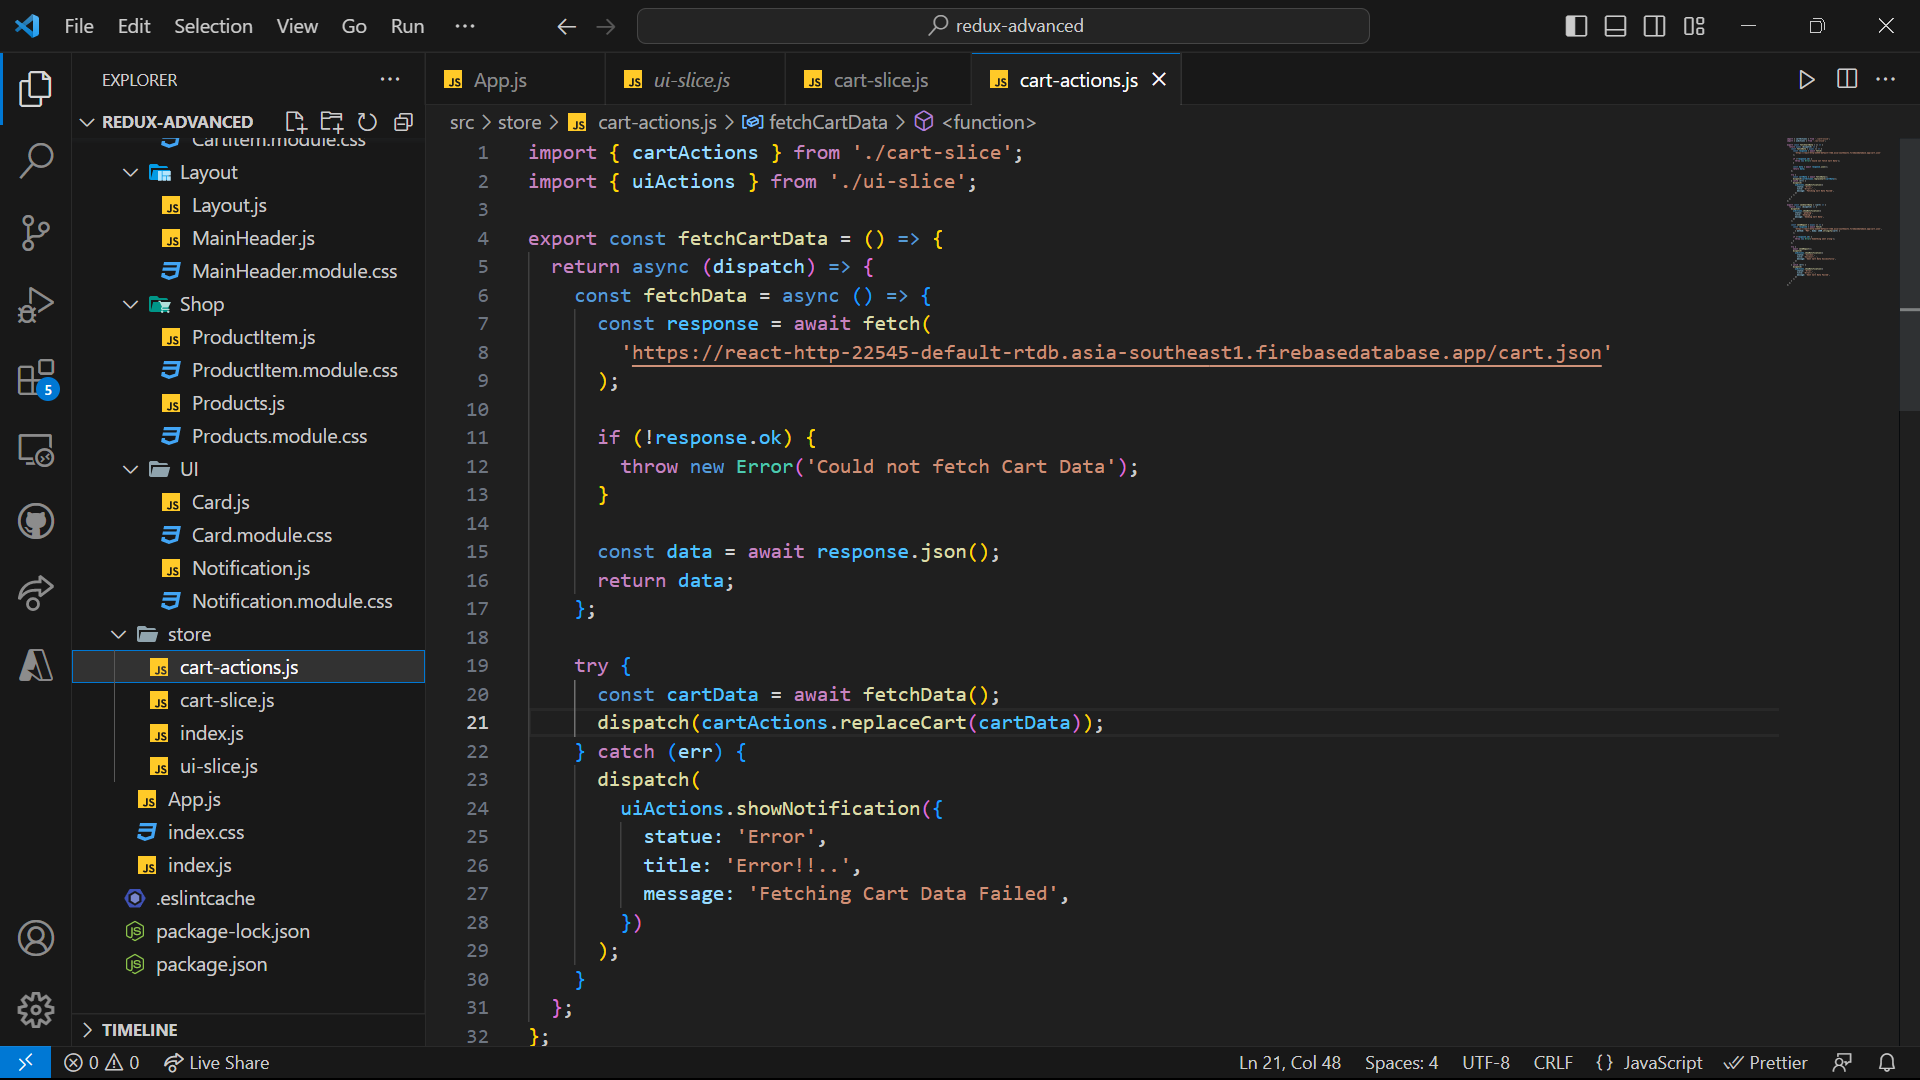 File Edit Selection View Go Run ···
redux-advanced
EXPLORER
App.js ui-slice.js cart-slice.js cart-actions.js
REDUX-ADVANCED
src > store > cart-actions.js > fetchCartData > <function>
CartItem.module.css
Layout
Layout.js
MainHeader.js
MainHeader.module.css
Shop
ProductItem.js
ProductItem.module.css
Products.js
Products.module.css
UI
Card.js
Card.module.css
Notification.js
Notification.module.css
store
cart-actions.js
cart-slice.js
index.js
ui-slice.js
App.js
index.css
index.js
.eslintcache
package-lock.json
package.json
TIMELINE
5
1 import { cartActions } from './cart-slice';
2 import { uiActions } from './ui-slice';
3
4 export const fetchCartData = () => {
5 return async (dispatch) => {
6 const fetchData = async () => {
7 const response = await fetch(
8 'https://react-http-22545-default-rtdb.asia-southeast1.firebasedatabase.app/cart.json'
9 );
10
11 if (!response.ok) {
12 throw new Error('Could not fetch Cart Data');
13 }
14
15 const data = await response.json();
16 return data;
17 };
18
19 try {
20 const cartData = await fetchData();
21 dispatch(cartActions.replaceCart(cartData));
22 } catch (err) {
23 dispatch(
24 uiActions.showNotification({
25 statue: 'Error',
26 title: 'Error!!..',
27 message: 'Fetching Cart Data Failed',
28 })
29 );
30 }
31 };
32 };
0 0 Live Share Ln 21, Col 48 Spaces: 4 UTF-8 CRLF {} JavaScript Prettier